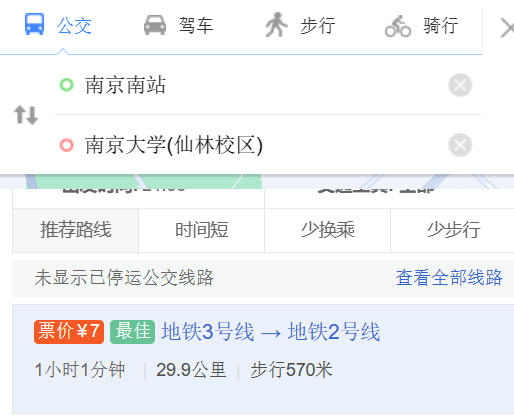 公交 驾车 步行 骑行
南京南站
南京大学(仙林校区)
推荐路线 时间短 少换乘 少步行
未显示已停运公交线路 查看全部线路
票价¥7 最佳 地铁3号线 → 地铁2号线
1小时1分钟 | 29.9公里 | 步行570米